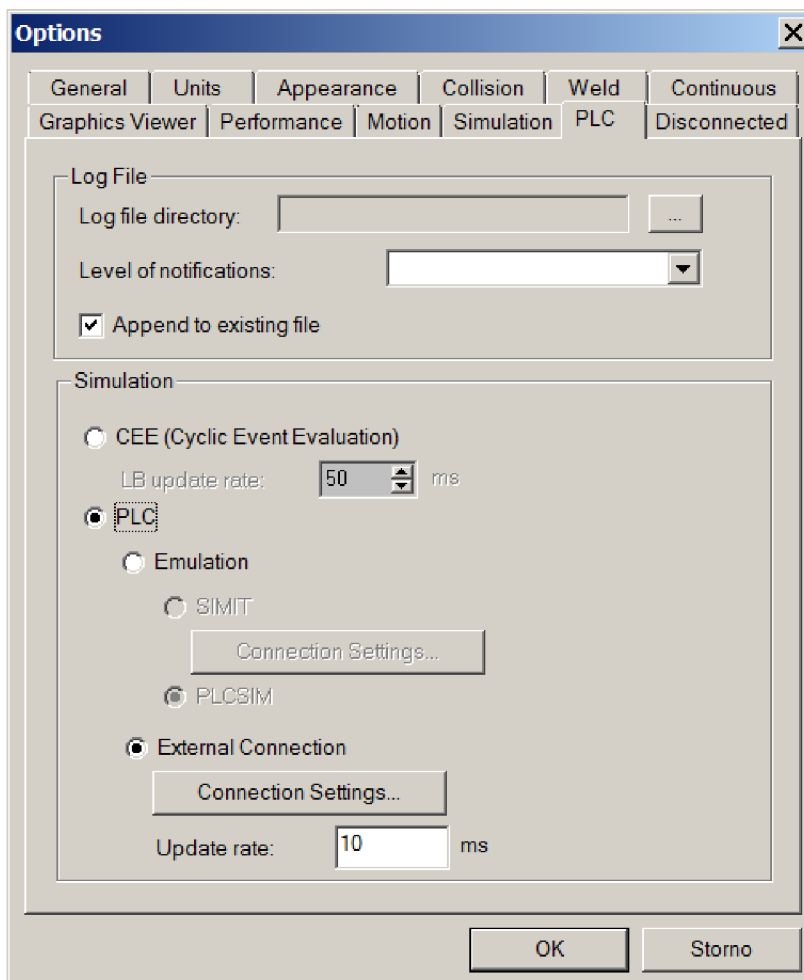 Options
General Units Appearance Collision Weld Continuous
Graphics Viewer Performance Motion Simulation PLC Disconnected
Log File
Log file directory: ...
Level of notifications:
Append to existing file
Simulation
CEE (Cyclic Event Evaluation)
LB update rate: 50 ms
PLC
Emulation
SIMIT
Connection Settings...
PLCSIM
External Connection
Connection Settings...
Update rate: 10 ms
OK Storno